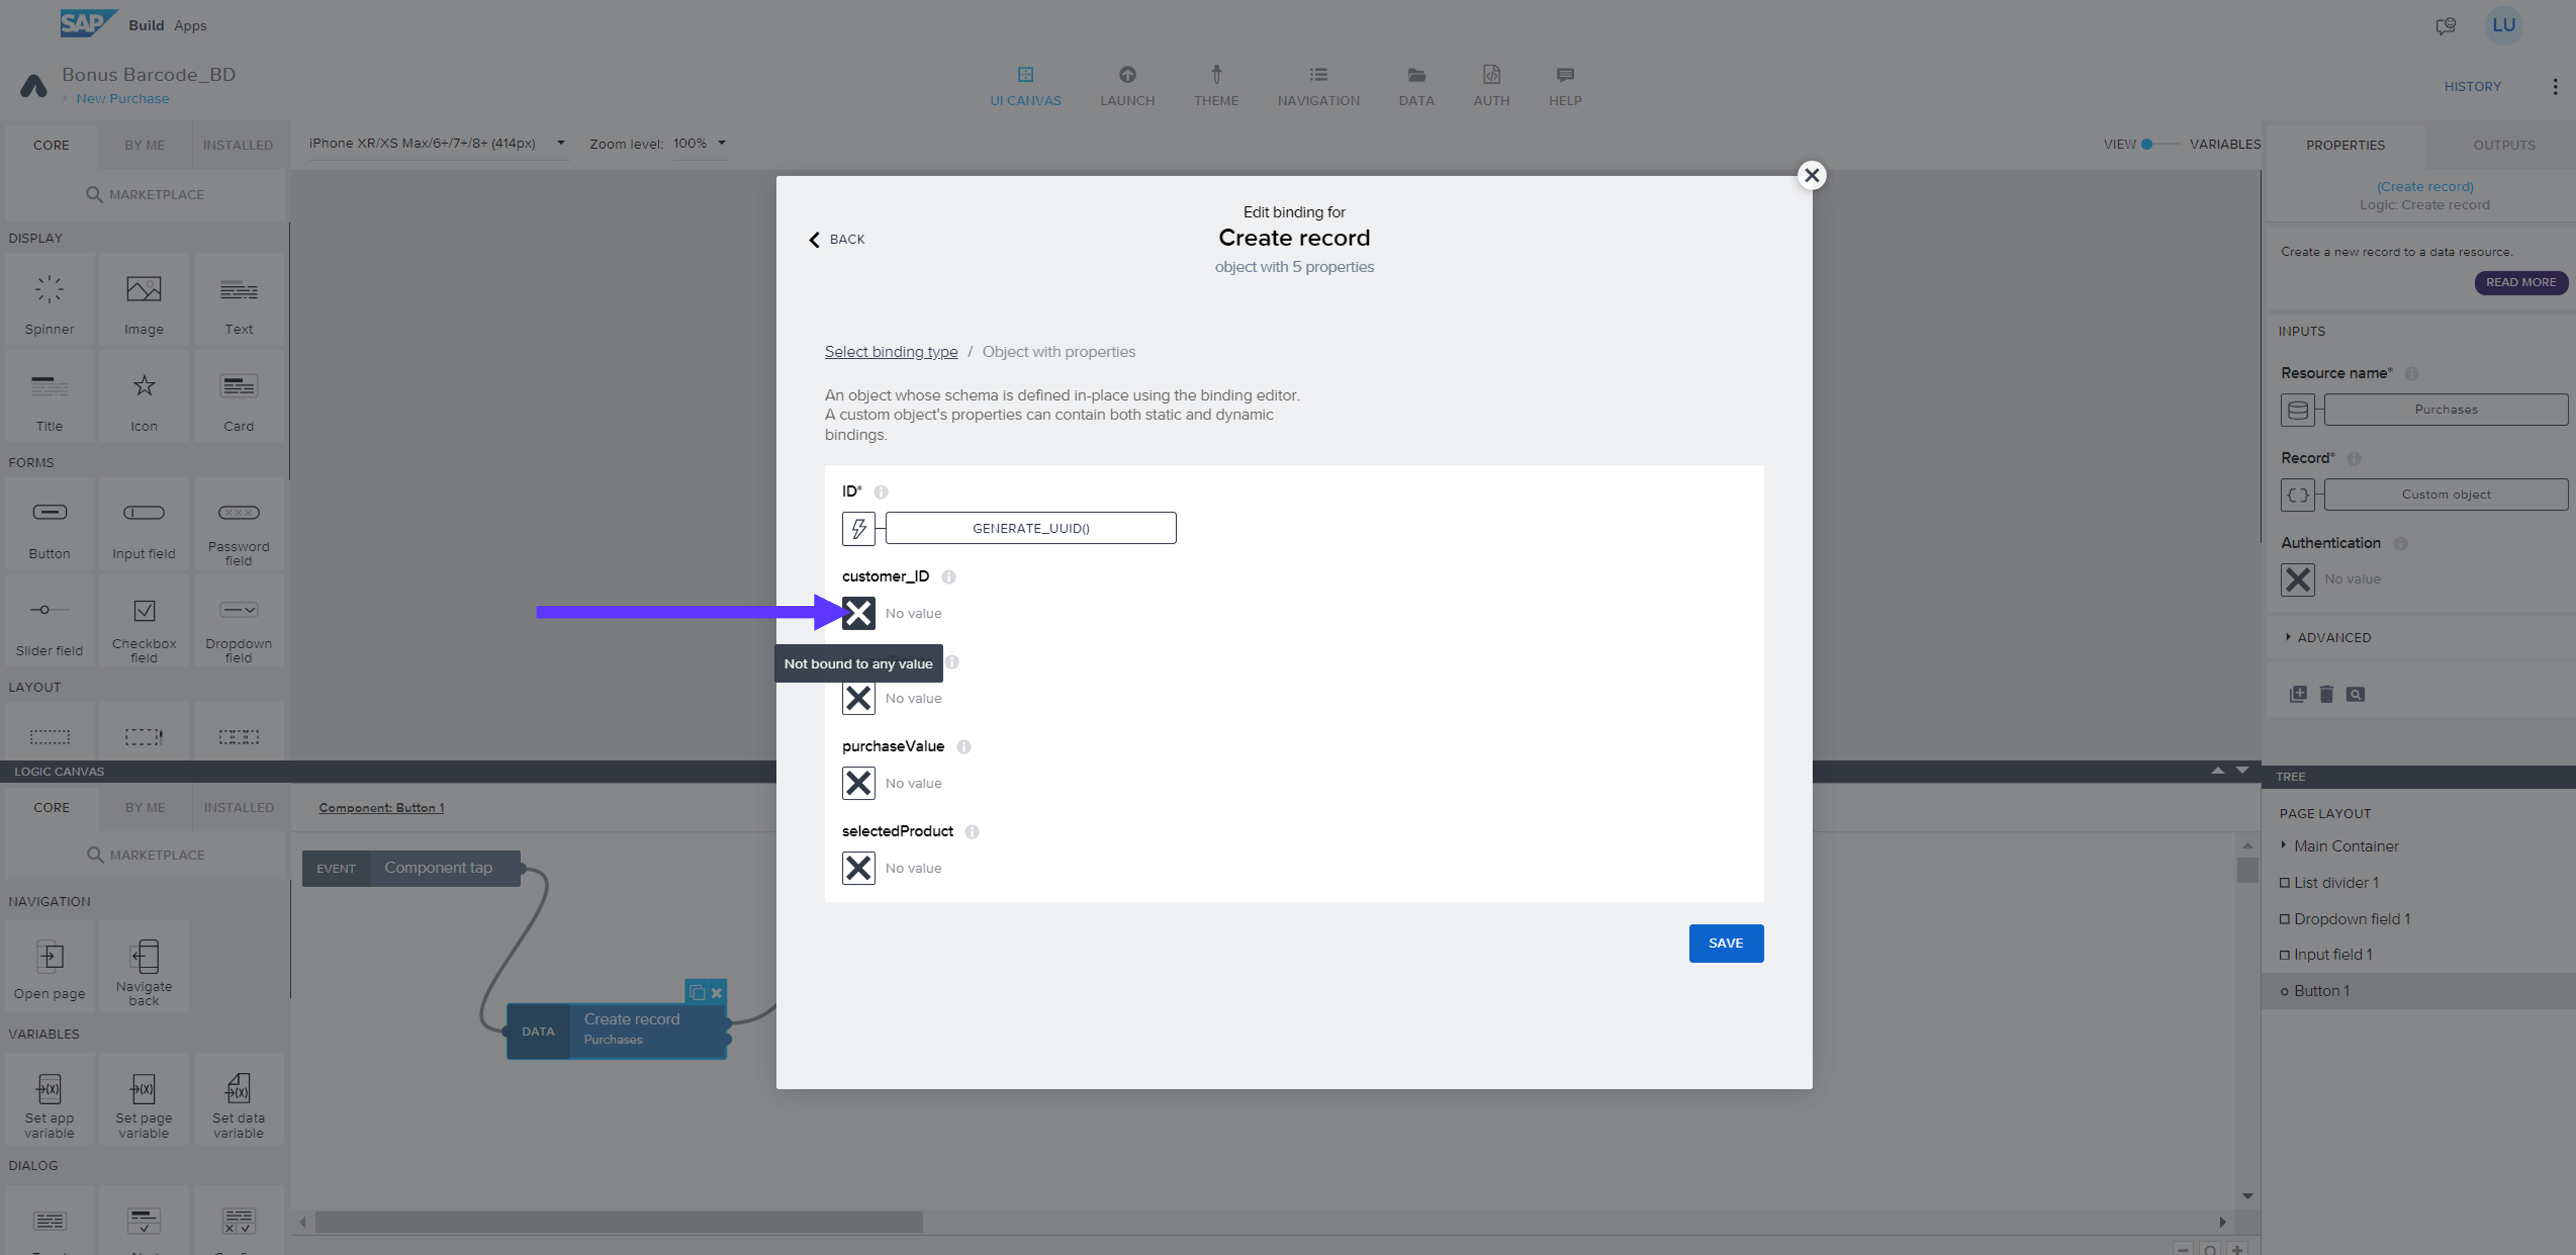 SAP Build Apps
LU
Bonus Barcode_BD
New Purchase
UI CANVAS
LAUNCH
THEME
NAVIGATION
DATA
AUTH
HELP
HISTORY
CORE
BY ME
INSTALLED
iPhone XR/XS Max/6+/7+/8+ (414px)
Zoom level: 100%
VIEW
VARIABLES
PROPERTIES
OUTPUTS
MARKETPLACE
DISPLAY
Spinner
Image
Text
Title
Icon
Card
FORMS
Button
Input field
Password field
Slider field
Checkbox field
Dropdown field
LAYOUT
BACK
Edit binding for
Create record
object with 5 properties
Select binding type / Object with properties
An object whose schema is defined in-place using the binding editor.
A custom object's properties can contain both static and dynamic
bindings.
ID*
GENERATE_UUID()
customer_ID
No value
Not bound to any value
No value
purchaseValue
No value
selectedProduct
No value
SAVE
(Create record)
Logic: Create record
Create a new record to a data resource.
READ MORE
INPUTS
Resource name*
Purchases
Record*
Custom object
Authentication
No value
ADVANCED
LOGIC CANVAS
CORE
BY ME
INSTALLED
Component: Button 1
MARKETPLACE
EVENT
Component tap
NAVIGATION
Open page
Navigate back
DATA
Create record
Purchases
VARIABLES
Set app variable
Set page variable
Set data variable
DIALOG
TREE
PAGE LAYOUT
Main Container
List divider 1
Dropdown field 1
Input field 1
Button 1